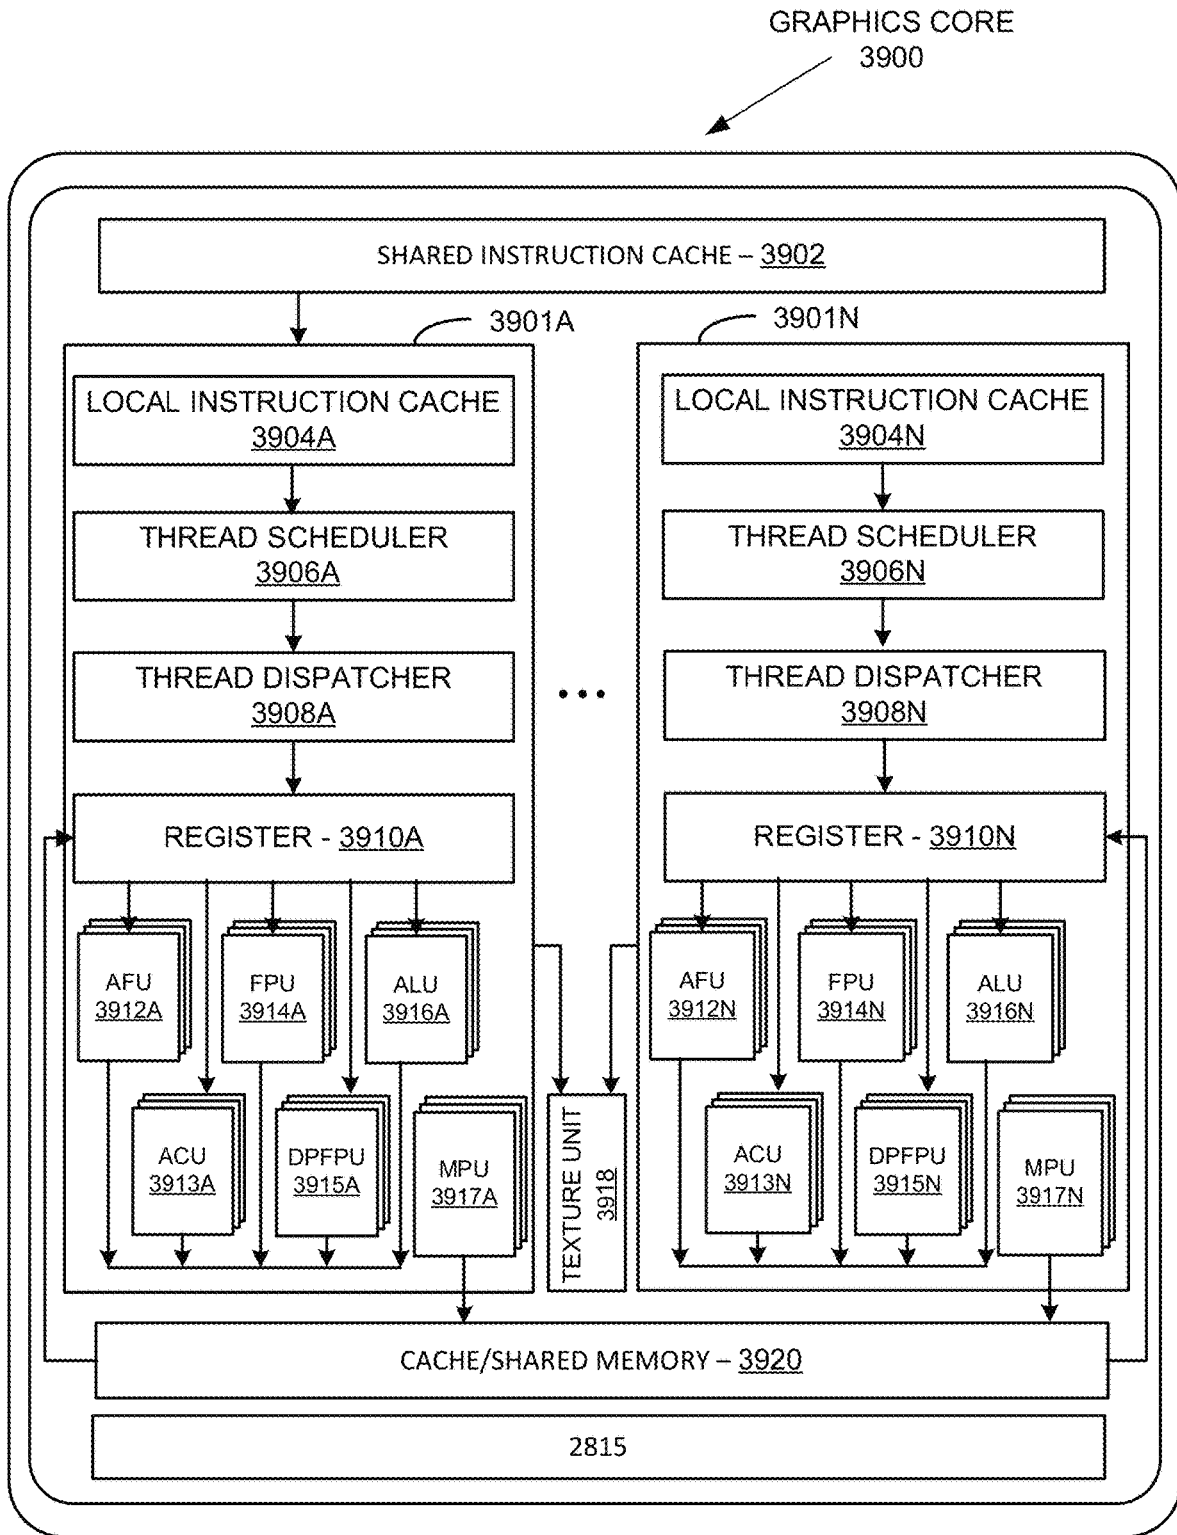 GRAPHICS CORE
3900
SHARED INSTRUCTION CACHE – 3902
3901A
3901N
LOCAL INSTRUCTION CACHE
3904A
LOCAL INSTRUCTION CACHE
3904N
THREAD SCHEDULER
3906A
THREAD SCHEDULER
3906N
THREAD DISPATCHER
3908A
•••
THREAD DISPATCHER
3908N
REGISTER - 3910A
REGISTER - 3910N
AFU
3912A
FPU
3914A
ALU
3916A
AFU
3912N
FPU
3914N
ALU
3916N
ACU
3913A
DPFPU
3915A
MPU
3917A
TEXTURE UNIT
3918
ACU
3913N
DPFPU
3915N
MPU
3917N
CACHE/SHARED MEMORY – 3920
2815